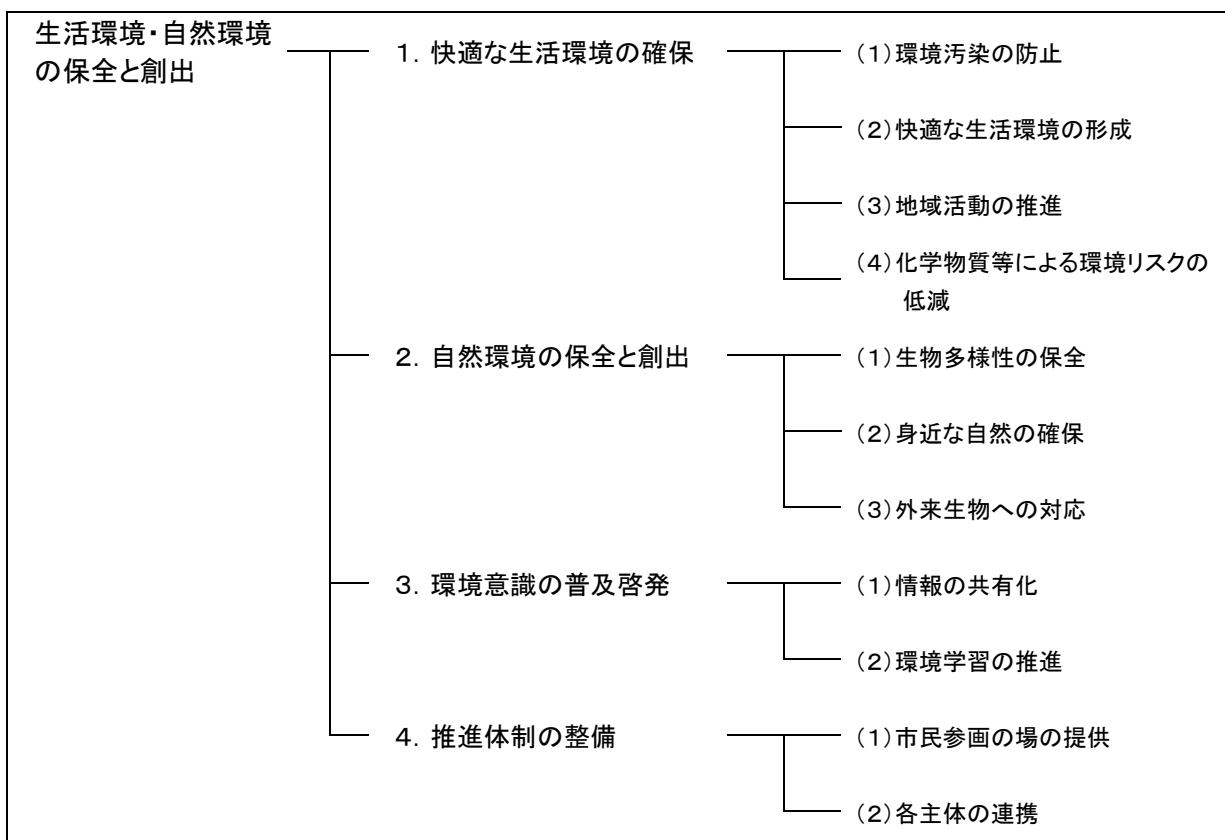 生活環境・自然環境
の保全と創出
1．快適な生活環境の確保
（1）環境汚染の防止
（2）快適な生活環境の形成
（3）地域活動の推進
（4）化学物質等による環境リスクの
低減
2．自然環境の保全と創出
（1）生物多様性の保全
（2）身近な自然の確保
（3）外来生物への対応
3．環境意識の普及啓発
（1）情報の共有化
（2）環境学習の推進
4．推進体制の整備
（1）市民参画の場の提供
（2）各主体の連携